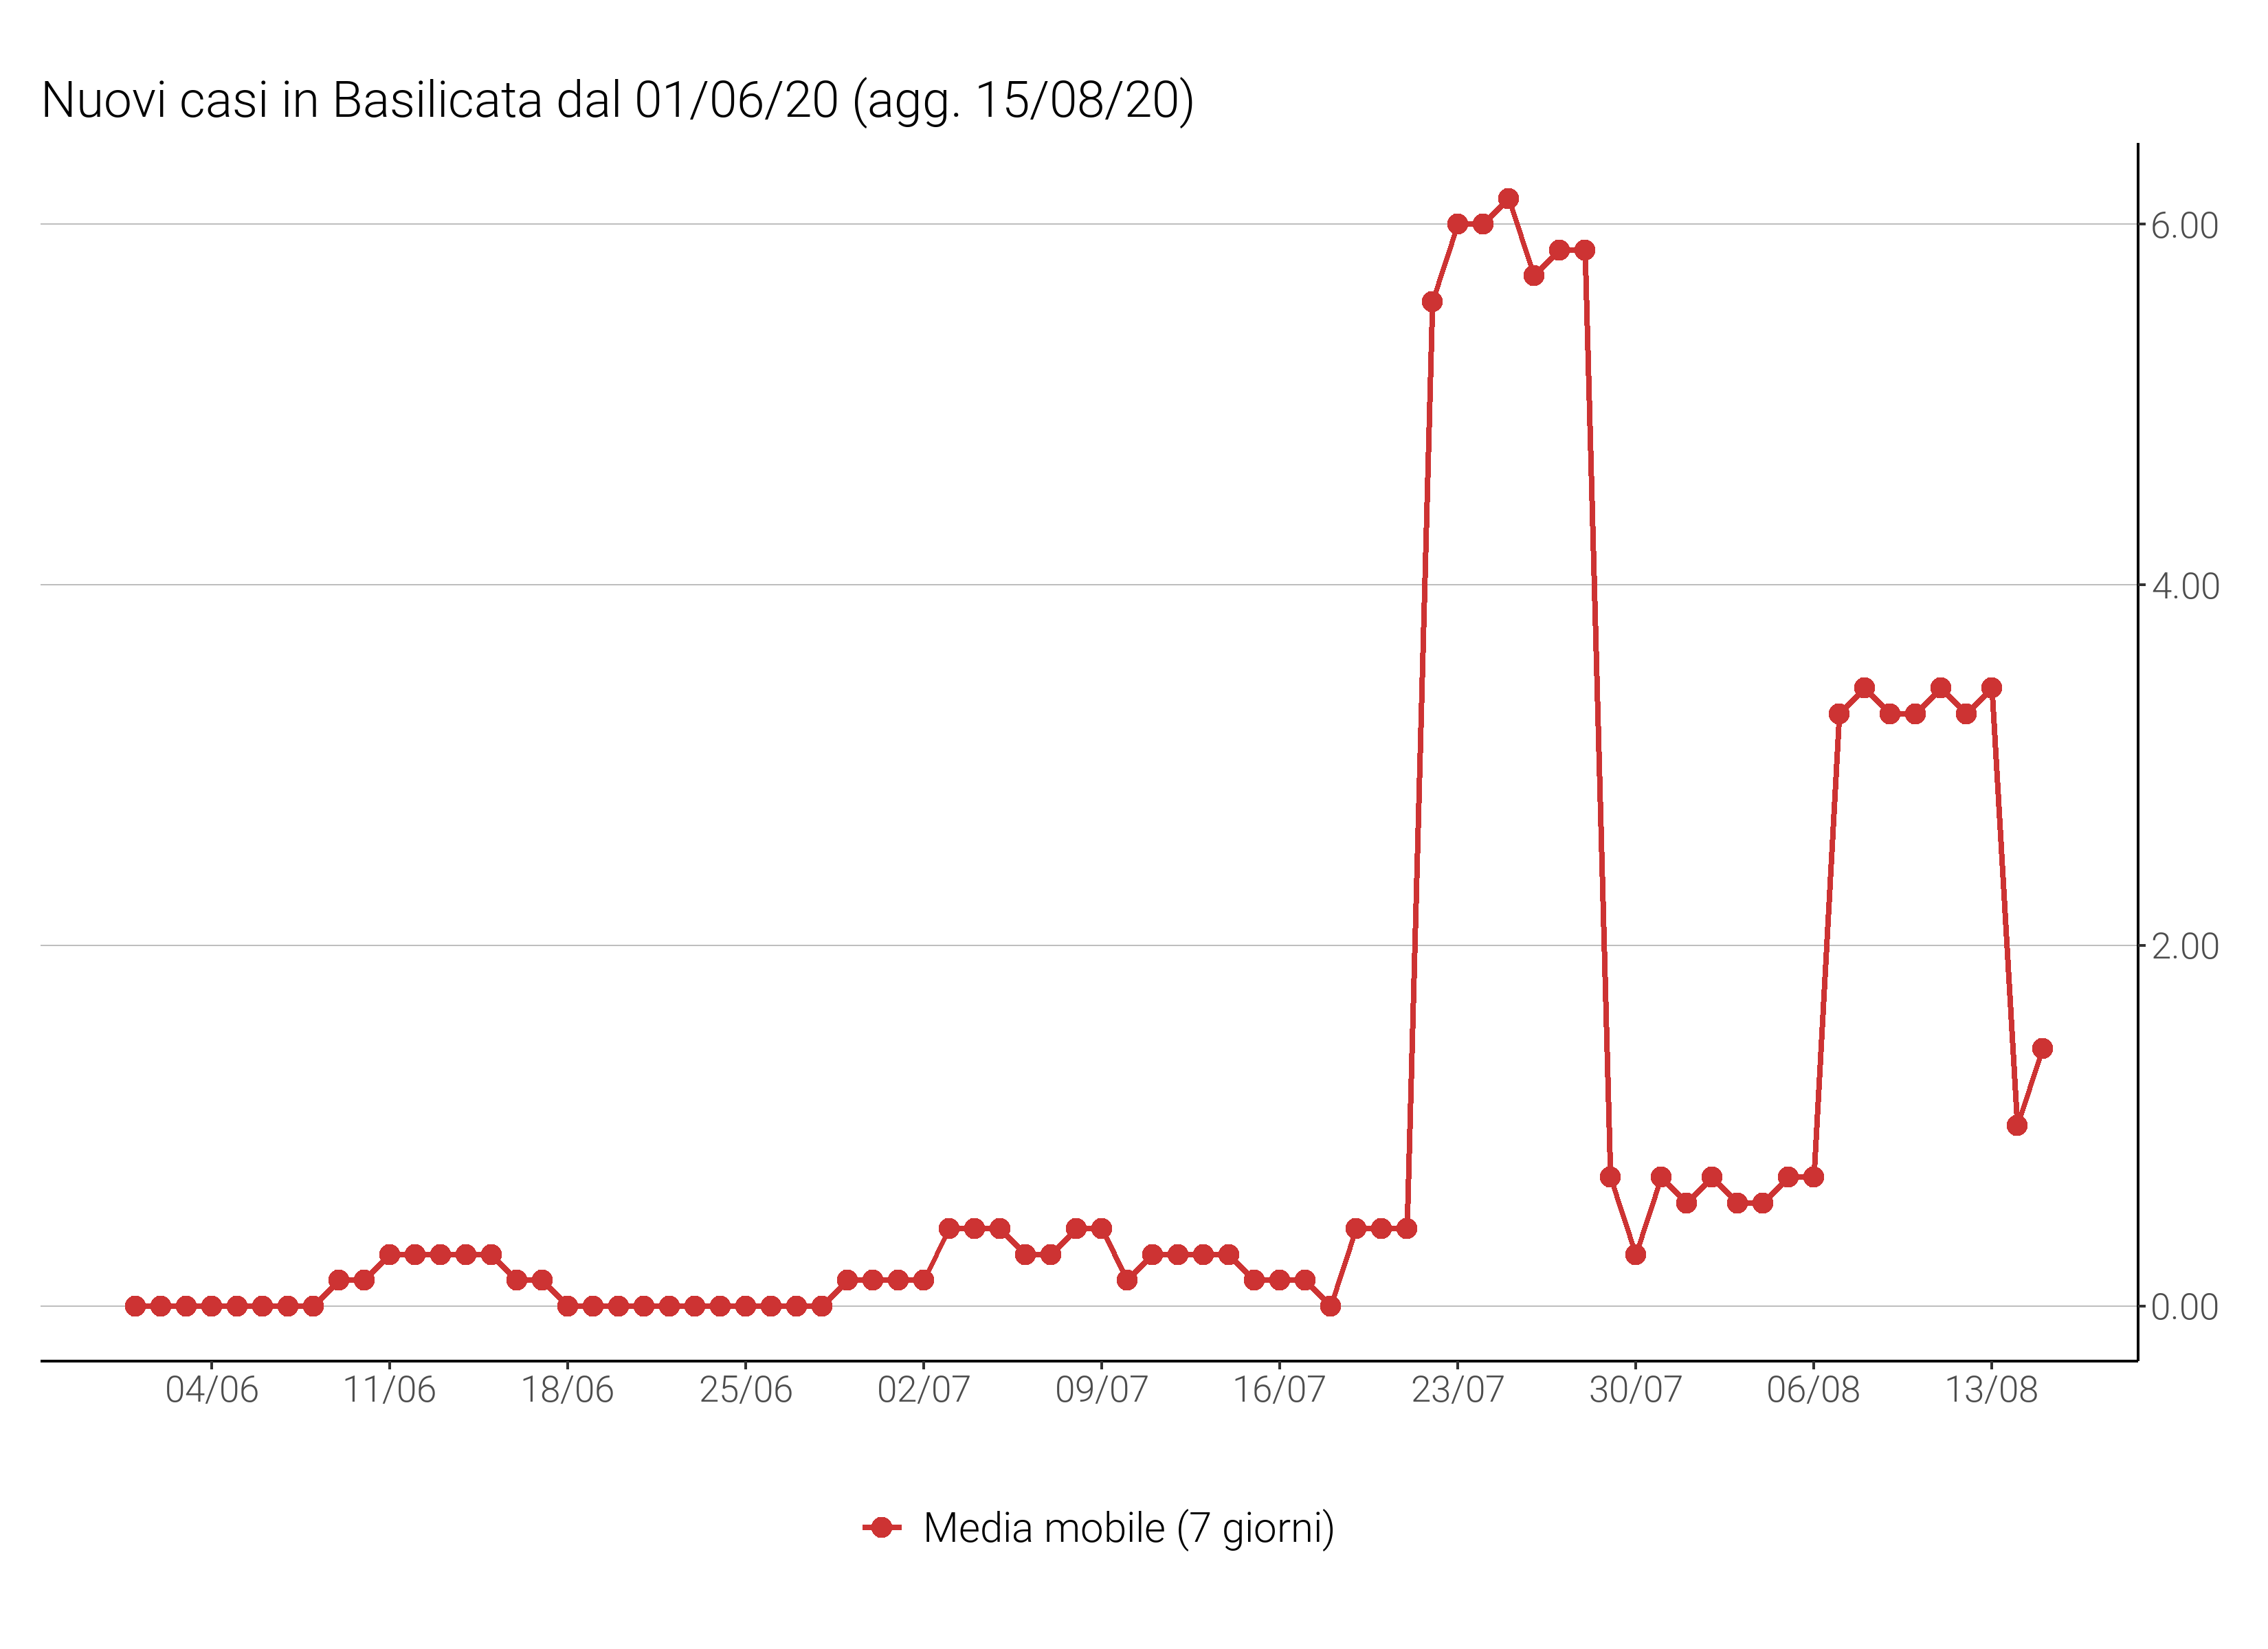 Nuovi casi in Basilicata dal 01/06/20 (agg. 15/08/20)
6.00
4.00
2.00
0.00
04/06 11/06 18/06 25/06 02/07 09/07 16/07 23/07 30/07 06/08 13/08
Media mobile (7 giorni)